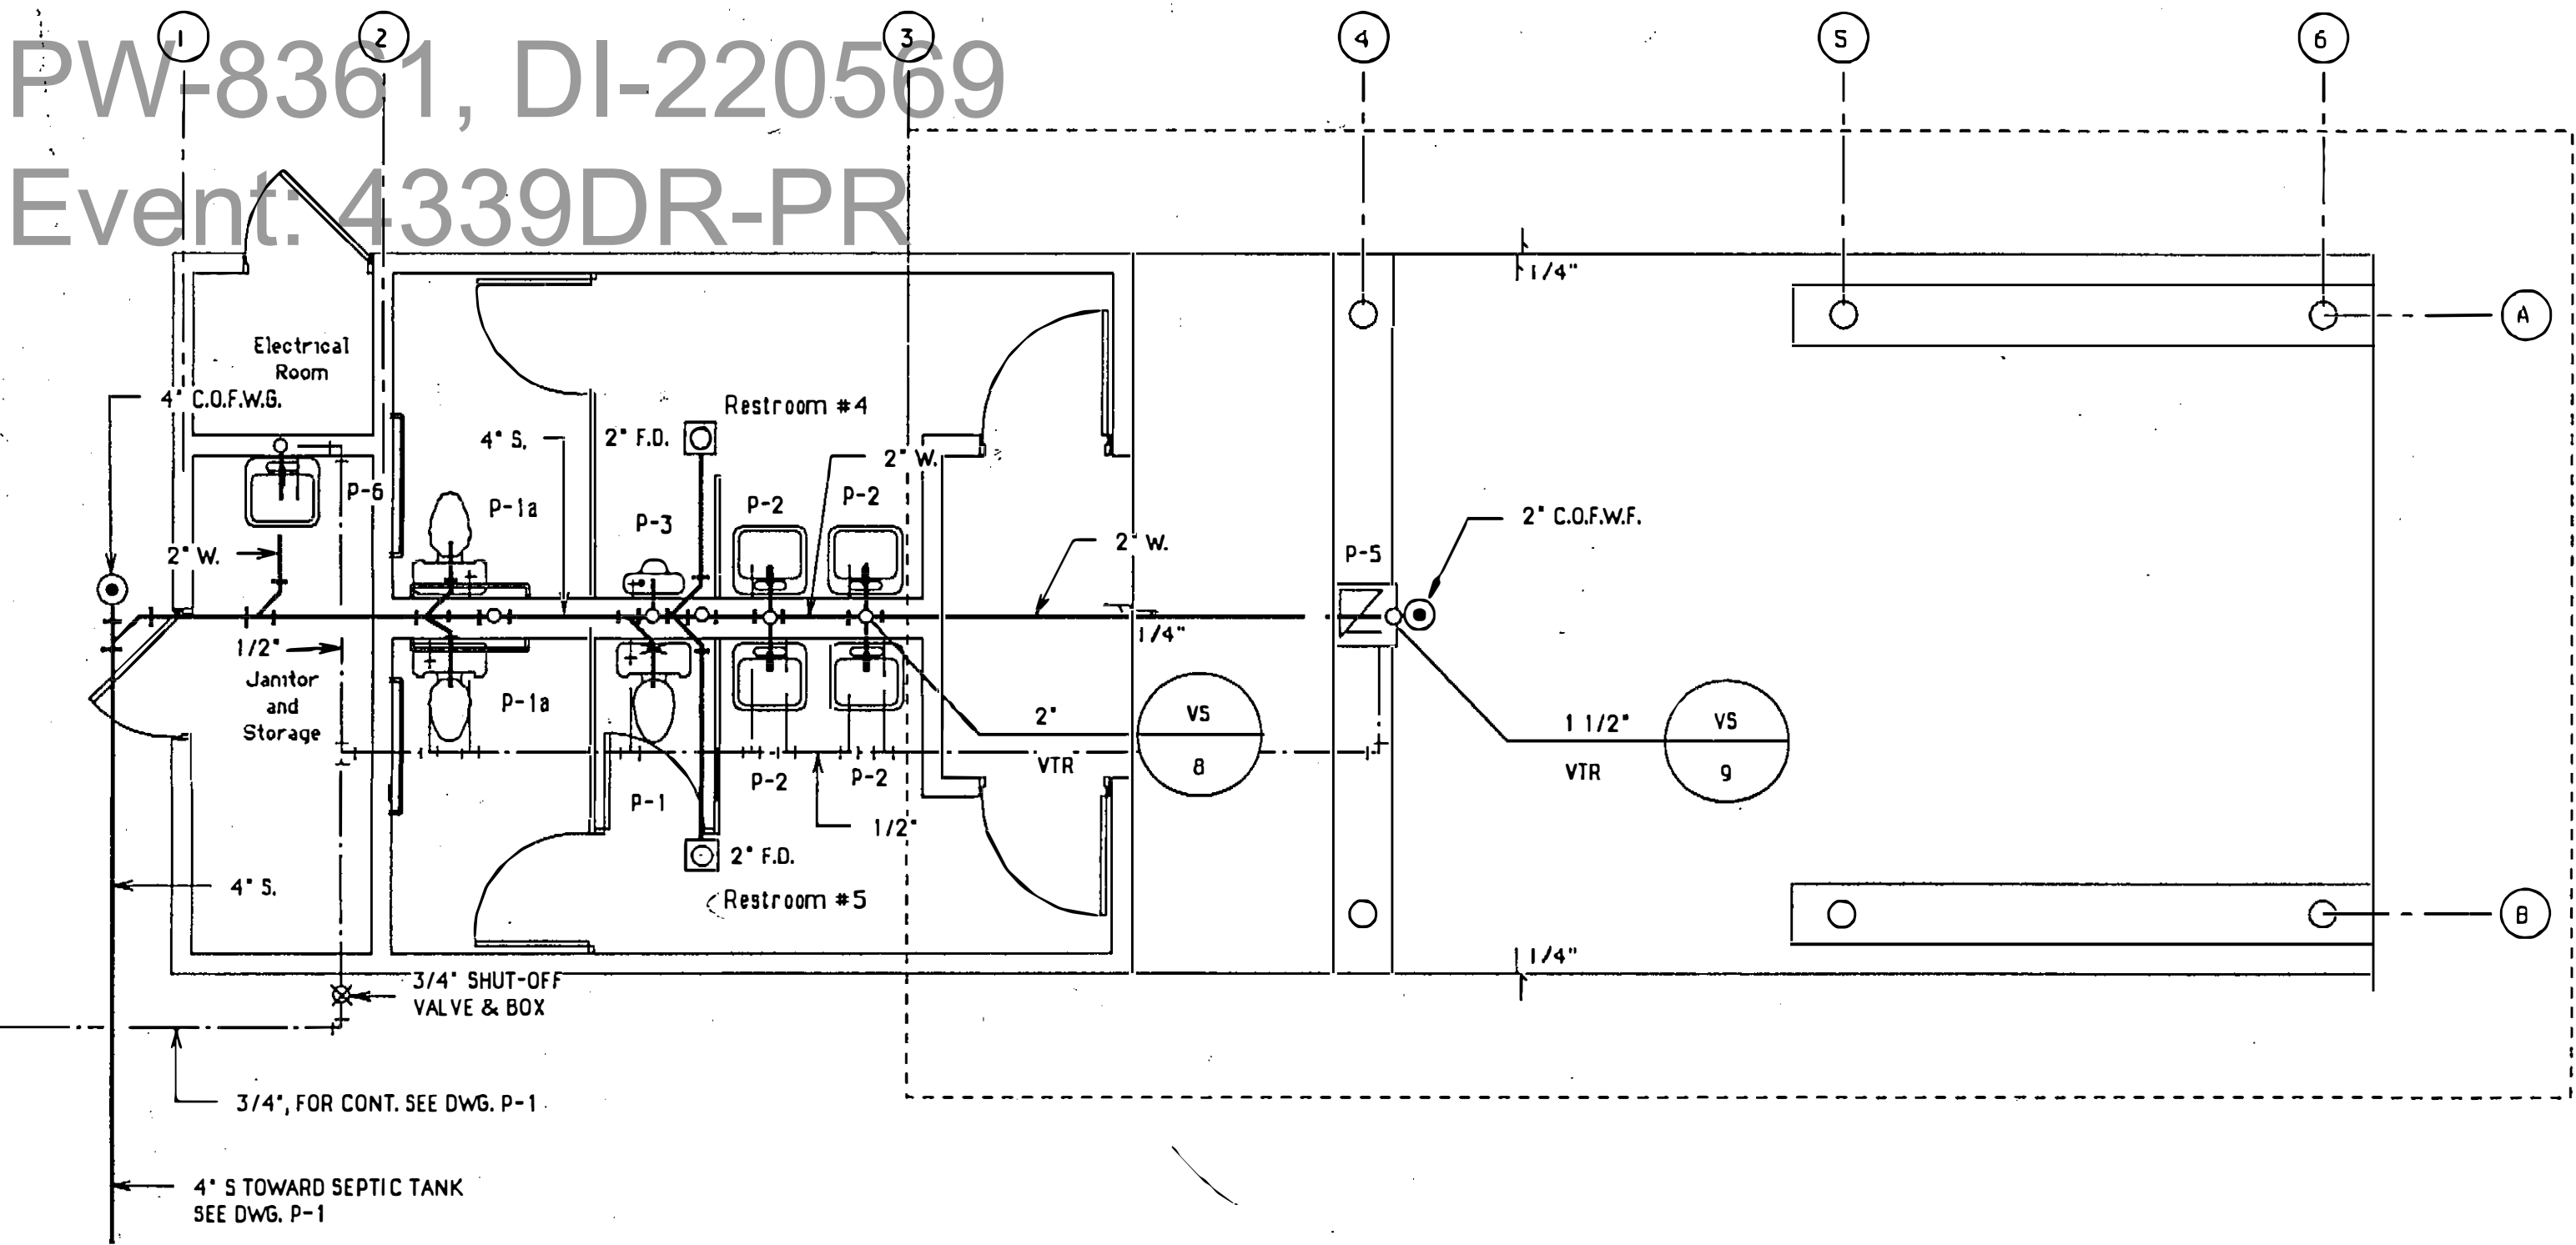 1
2
3
4
5
6
PW-8361, DI-220569
Event: 4339DR-PR
1/4"
A
Electrical
Room
4" C.O.F.W.G.
Restroom #4
4" S.
2" F.D.
2" W.
P-6
P-1a
P-3
P-2
P-2
2" C.O.F.W.F.
2" W.
2" W.
P-5
1/4"
1/2"
Janitor
and
Storage
P-1a
2"
VTR
VS
8
1 1/2"
VTR
VS
9
P-2
P-2
P-1
1/2"
2" F.D.
4" S.
Restroom #5
B
1/4"
3/4" SHUT-OFF
VALVE & BOX
3/4", FOR CONT. SEE DWG. P-1
4" S TOWARD SEPTIC TANK
SEE DWG. P-1